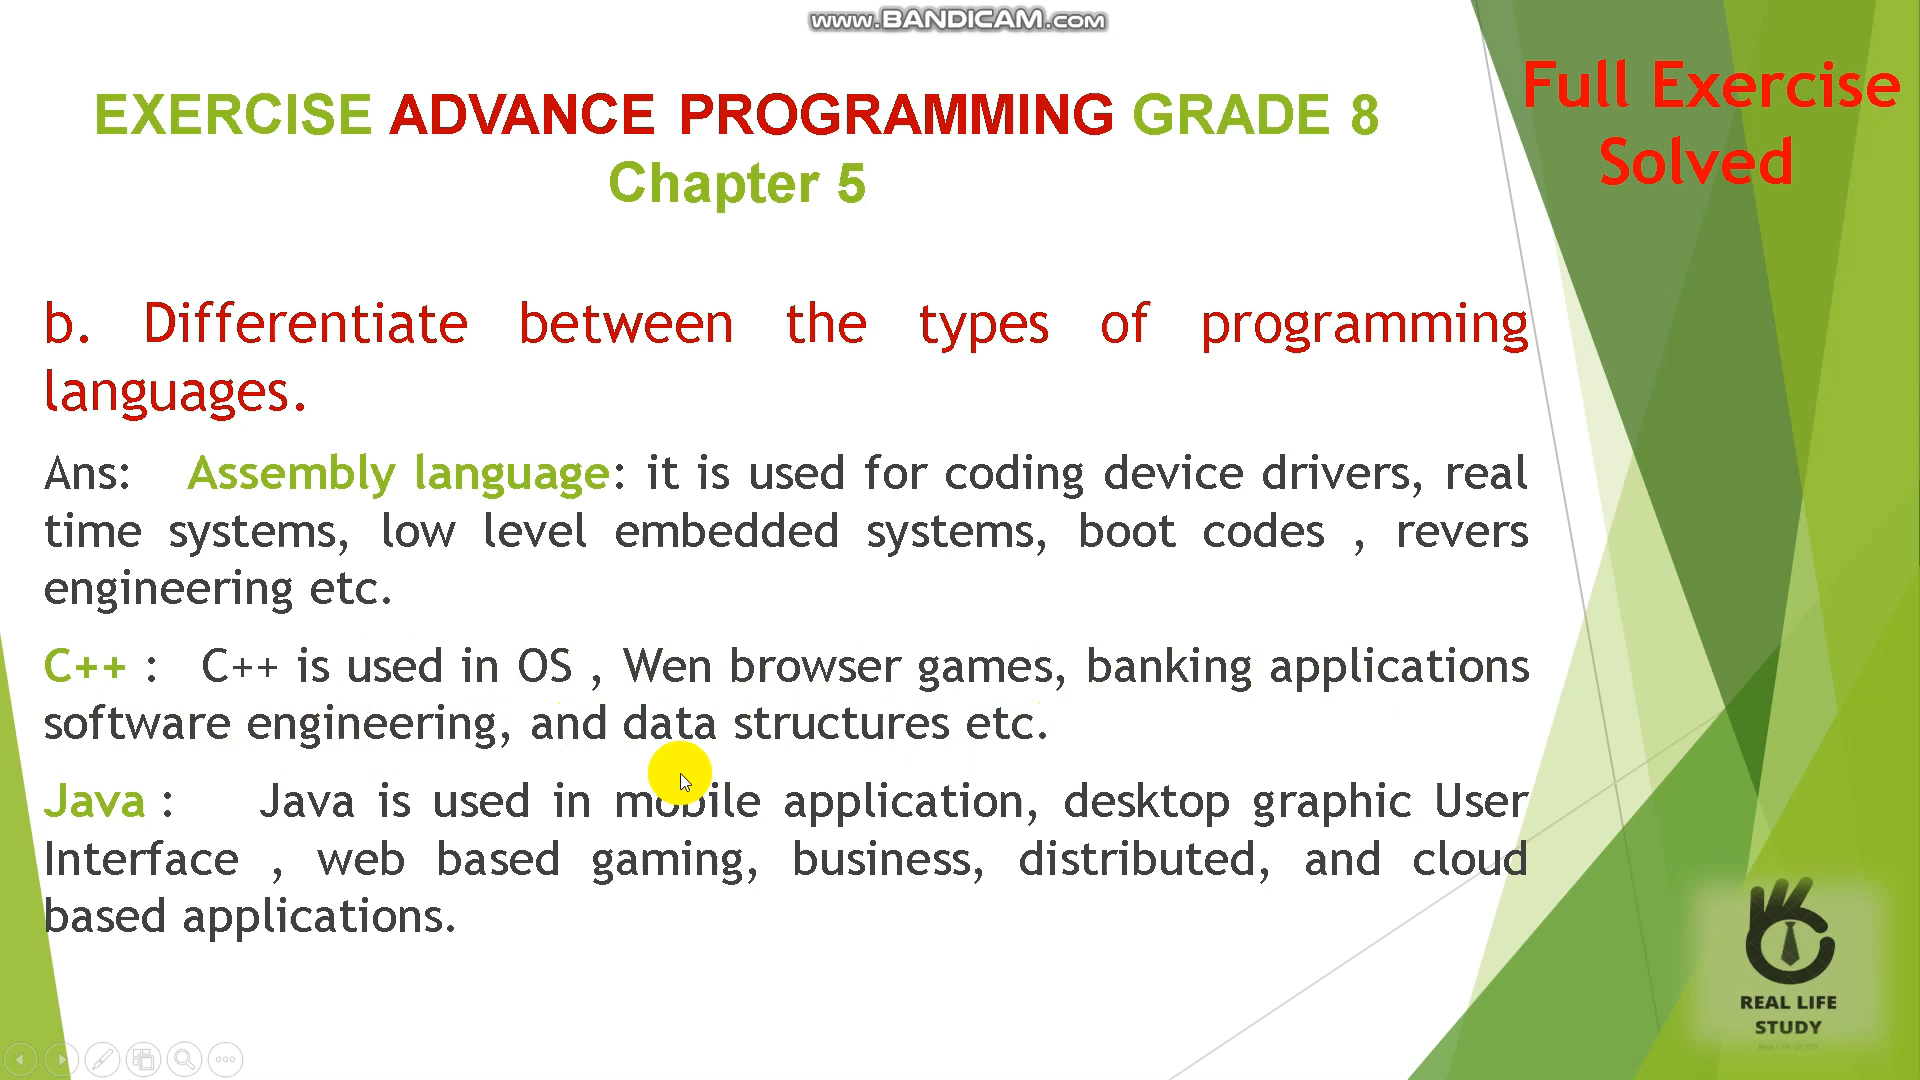 www.BANDICAM.com
EXERCISE ADVANCE PROGRAMMING GRADE 8
Chapter 5
Full Exercise
Solved
b. Differentiate between the types of programming
languages.
Ans: Assembly language: it is used for coding device drivers, real
time systems, low level embedded systems, boot codes , revers
engineering etc.
C++ : C++ is used in OS , Wen browser games, banking applications
software engineering, and data structures etc.
Java : Java is used in mobile application, desktop graphic User
Interface , web based gaming, business, distributed, and cloud
based applications.
REAL LIFE
STUDY